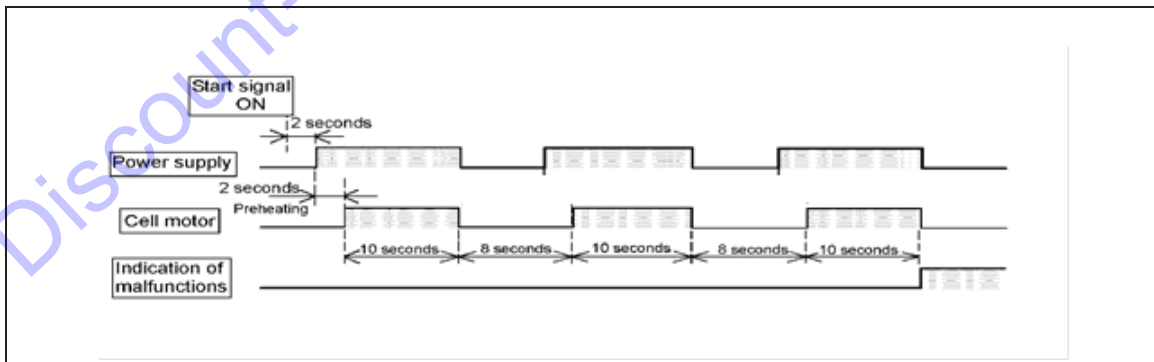 Discount-
Start signal
ON
2 seconds
Power supply
2 seconds
Preheating
Cell motor
10 seconds
8 seconds
10 seconds
8 seconds
10 seconds
Indication of
malfunctions